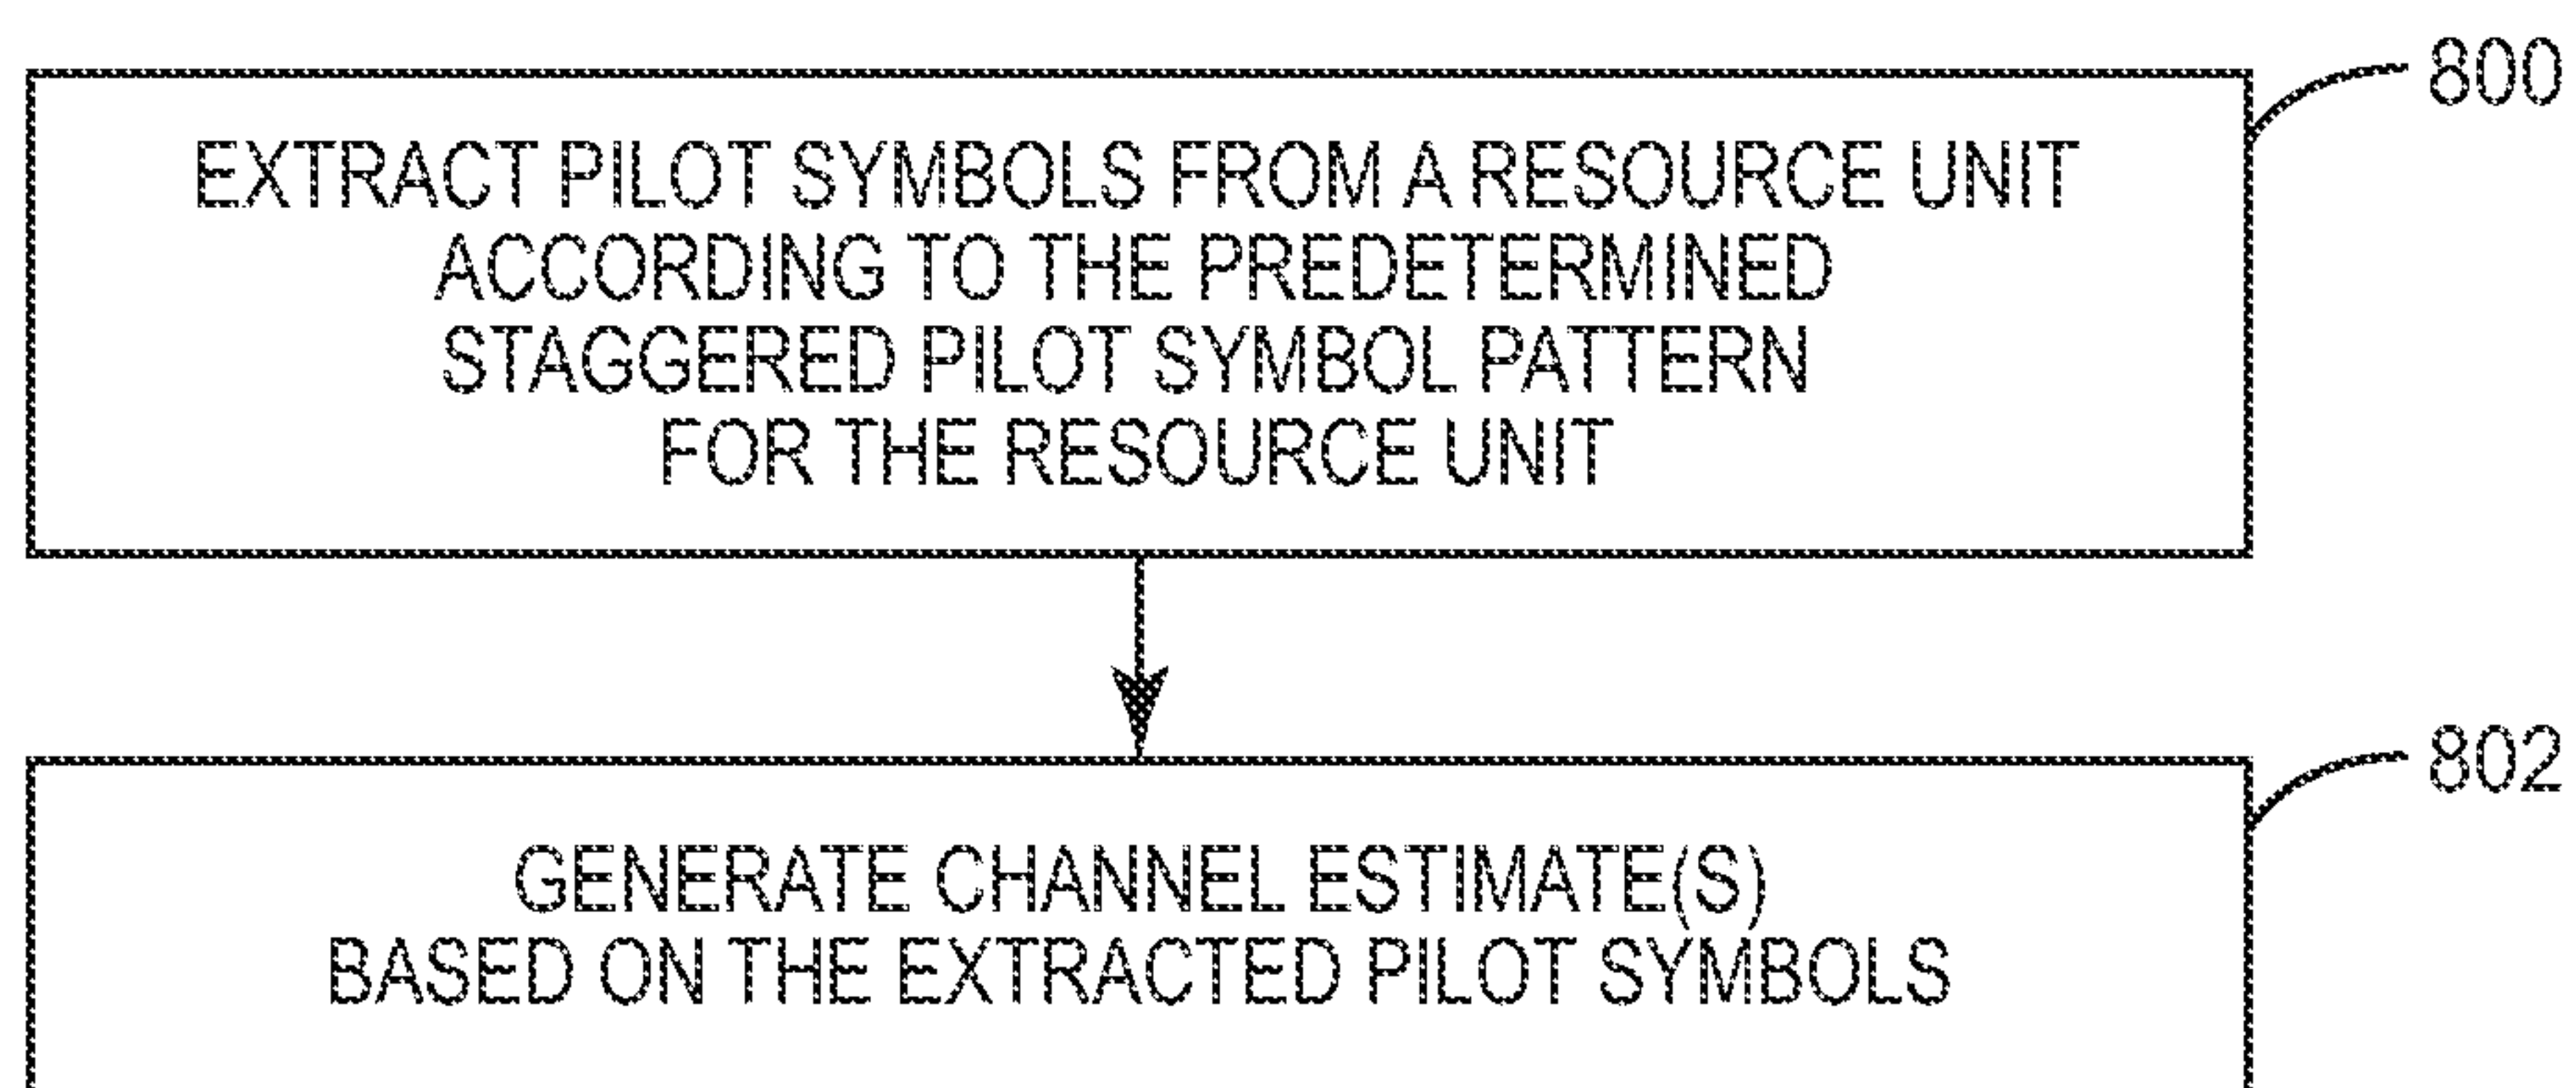 800
EXTRACT PILOT SYMBOLS FROM A RESOURCE UNIT
ACCORDING TO THE PREDETERMINED
STAGGERED PILOT SYMBOL PATTERN
FOR THE RESOURCE UNIT
802
GENERATE CHANNEL ESTIMATE(S)
BASED ON THE EXTRACTED PILOT SYMBOLS